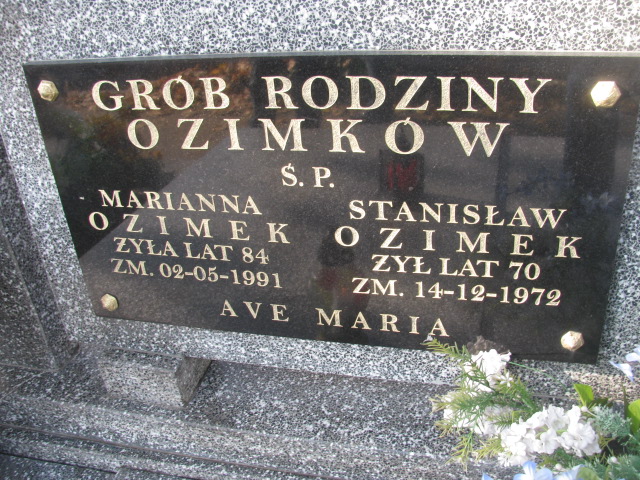 GRÓB RODZINY
OZIMKÓW
Ś. P.
MARIANNA
OZIMEK
ŻYŁA LAT 84
ZM. 02-05-1991
STANISŁAW
OZIMEK
ŻYŁ LAT 70
ZM. 14-12-1972
AVE MARIA